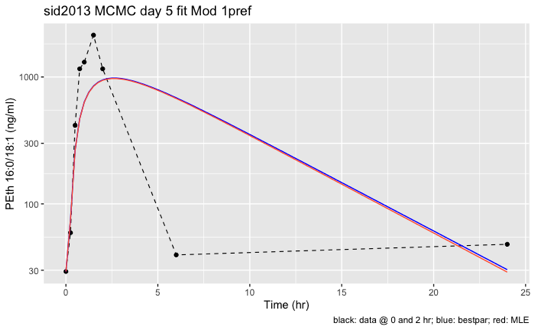 sid2013 MCMC day 5 fit Mod 1pref
PEth 16:0/18:1 (ng/ml)
1000
300
100
30
0
5
10
15
20
25
Time (hr)
black: data @ 0 and 2 hr; blue: bestpar; red: MLE